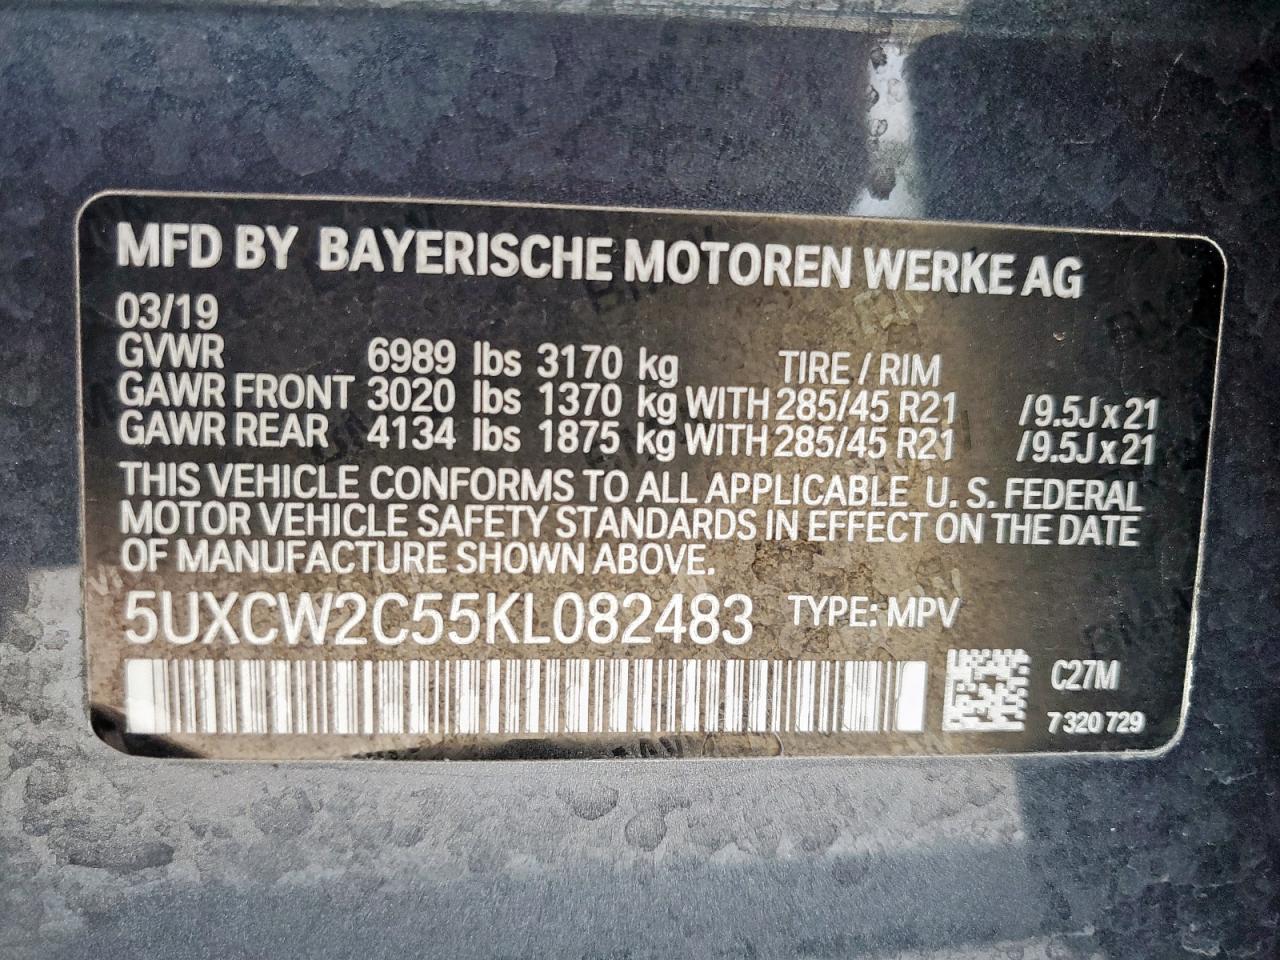 MFD BY BAYERISCHE MOTOREN WERKE AG
03/19
GVWR 6989 lbs 3170 kg TIRE / RIM
GAWR FRONT 3020 lbs 1370 kg WITH 285/45 R21 /9.5J x 21
GAWR REAR 4134 lbs 1875 kg WITH 285/45 R21 /9.5J x 21
THIS VEHICLE CONFORMS TO ALL APPLICABLE U. S. FEDERAL
MOTOR VEHICLE SAFETY STANDARDS IN EFFECT ON THE DATE
OF MANUFACTURE SHOWN ABOVE.
5UXCW2C55KL082483 TYPE: MPV
C27M
7 320 729